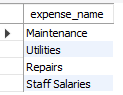 expense_name
Maintenance
Utilities
Repairs
Staff Salaries